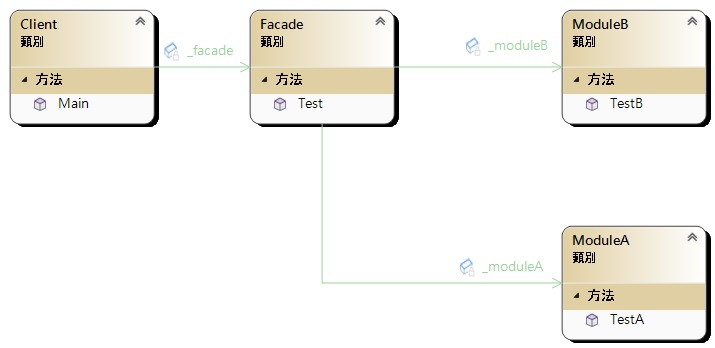 Client
類別
方法
Main
_facade
Facade
類別
方法
Test
_moduleB
ModuleB
類別
方法
TestB
_moduleA
ModuleA
類別
方法
TestA